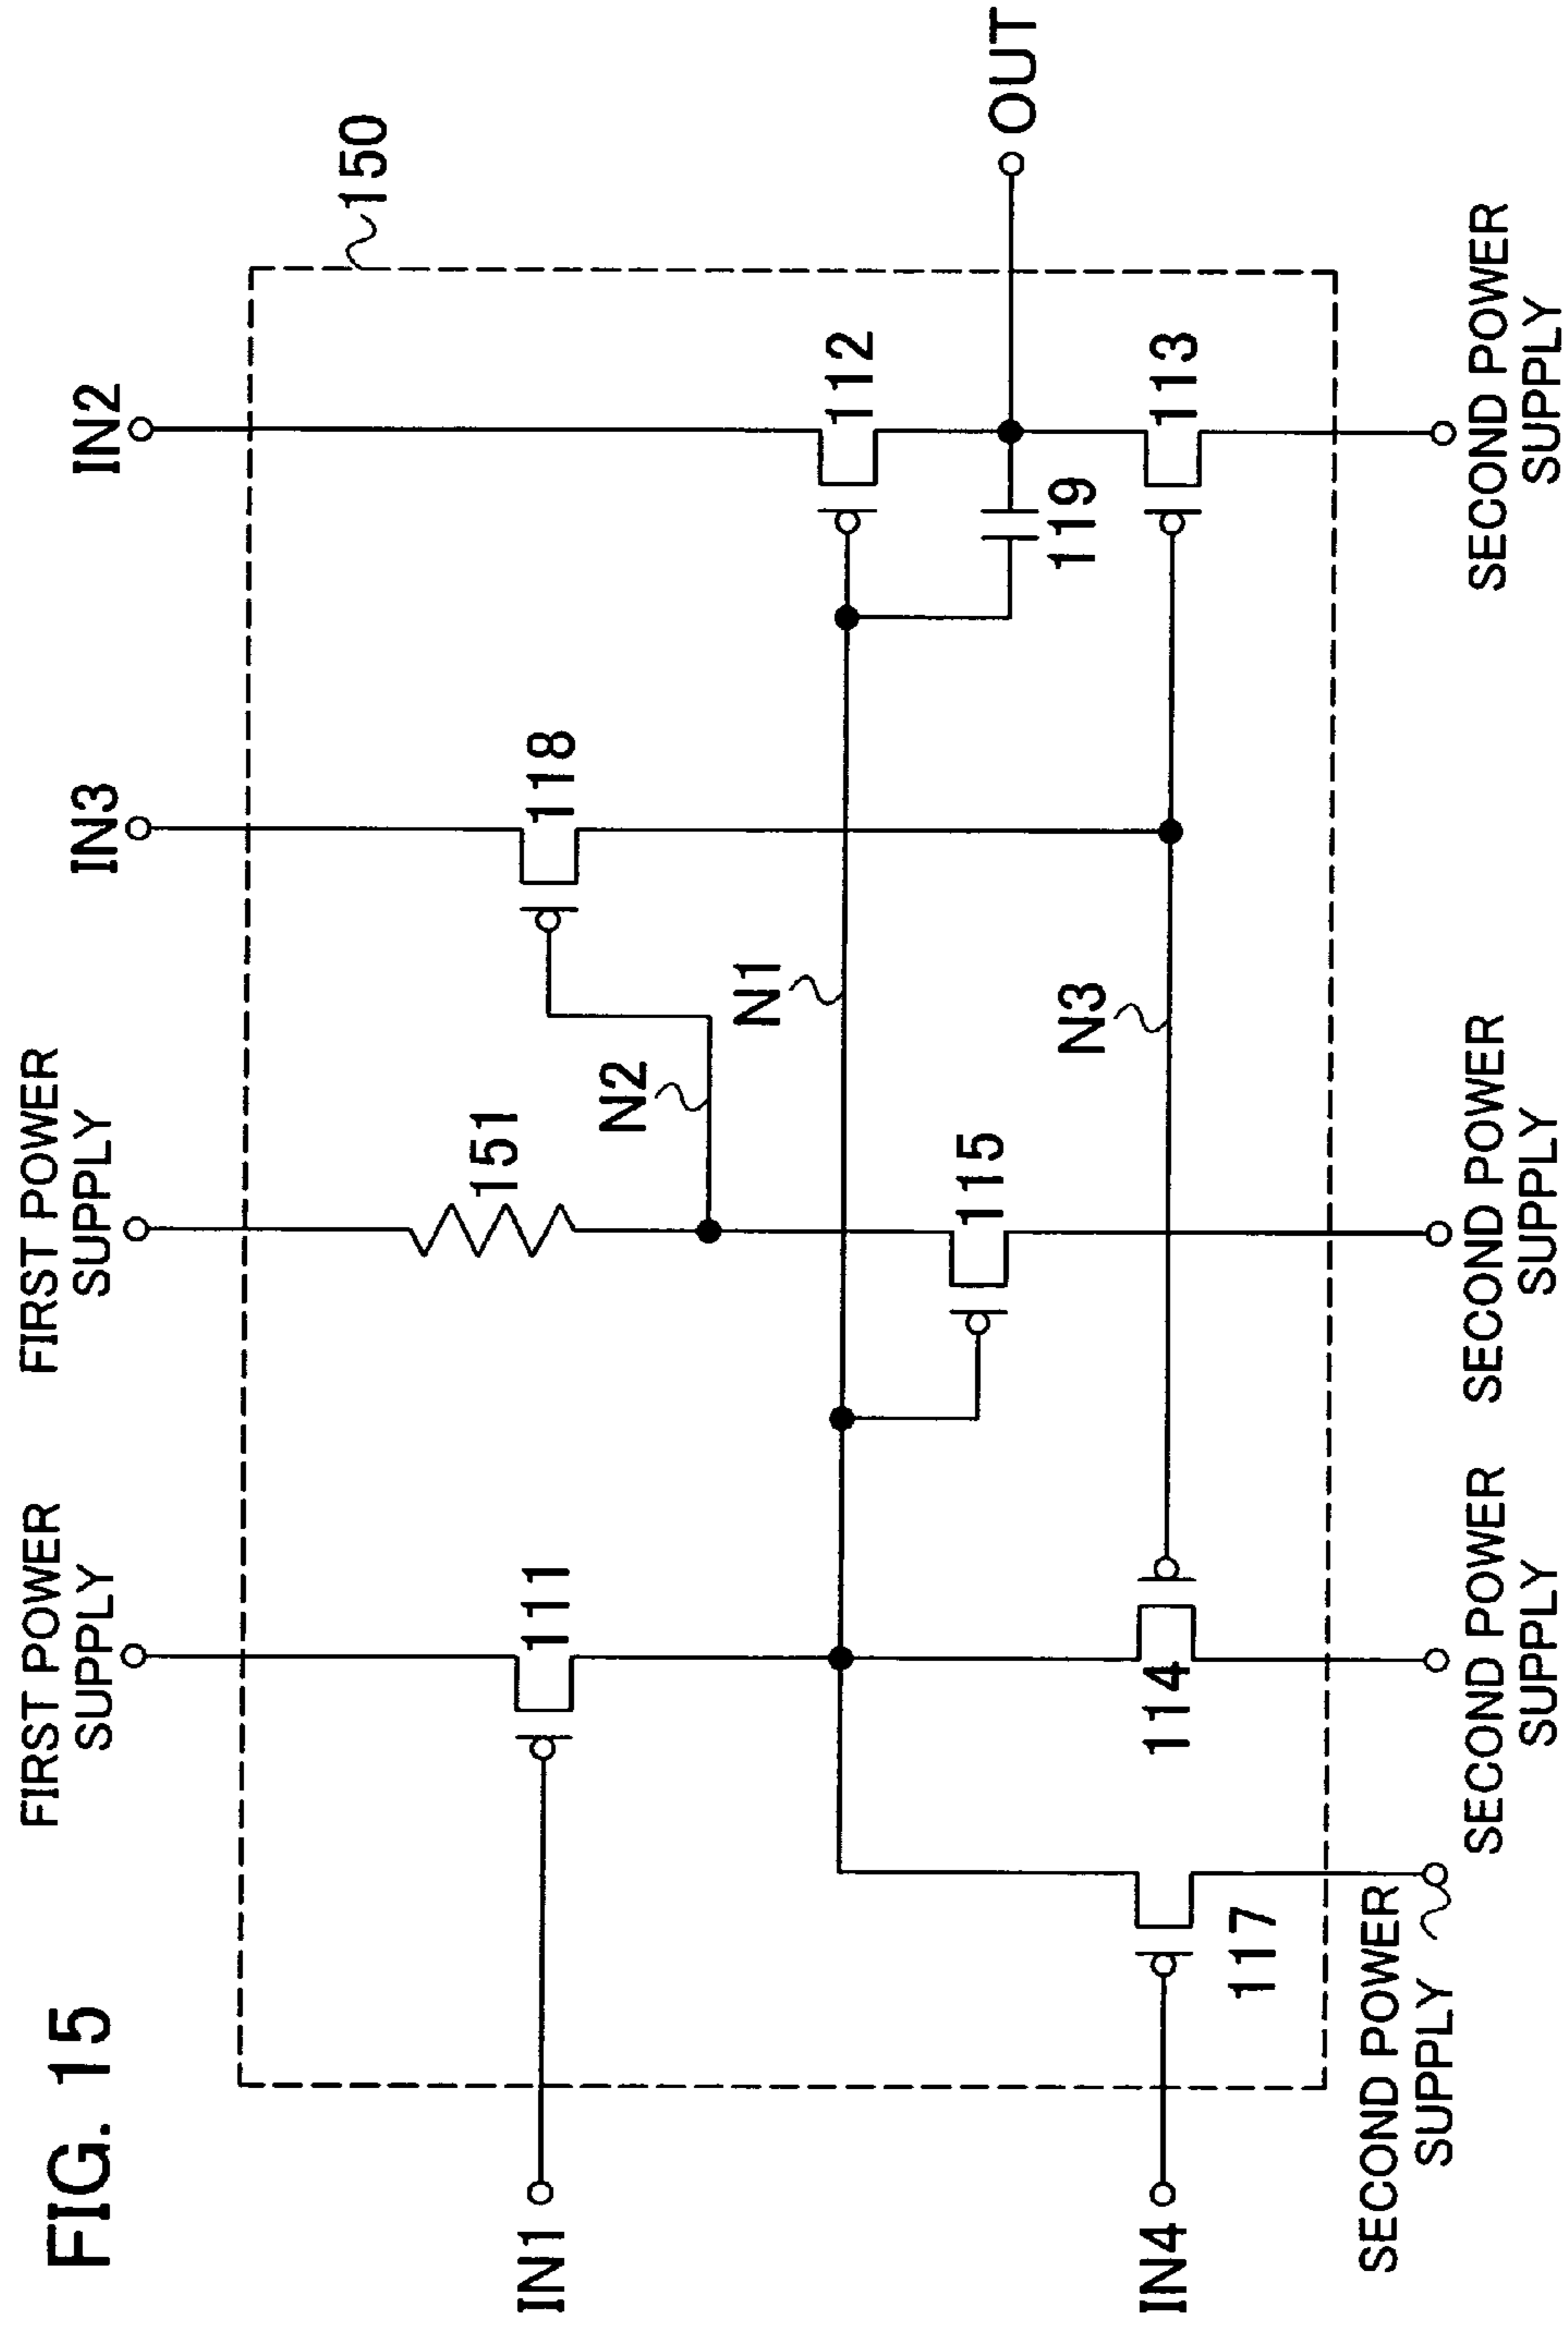 FIG. 15
FIRST POWER
SUPPLY
FIRST POWER
SUPPLY
IN3
IN2
150
IN1
111
151
118
N2
N1
112
OUT
115
119
N3
IN4
114
113
117
SECOND POWER
SUPPLY
SECOND POWER
SUPPLY
SECOND POWER
SUPPLY
SECOND POWER
SUPPLY